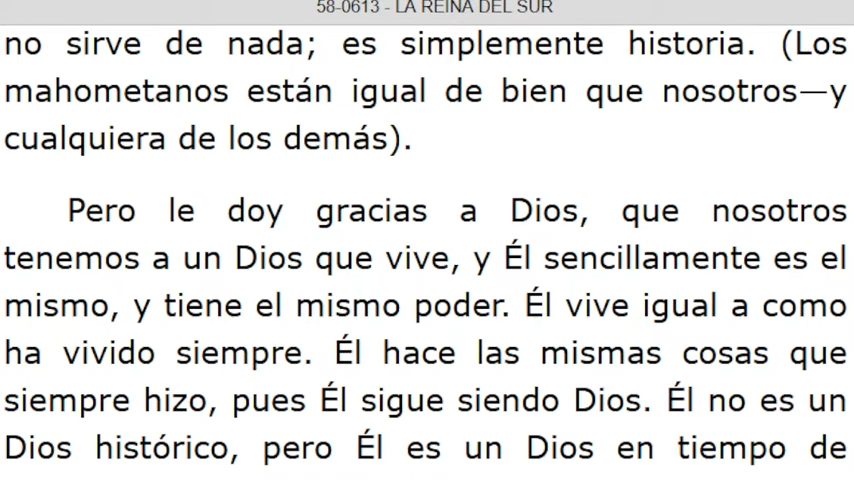 58-0613 - LA REINA DEL SUR
no sirve de nada; es simplemente historia. (Los
mahometanos están igual de bien que nosotros—y
cualquiera de los demás).
Pero le doy gracias a Dios, que nosotros
tenemos a un Dios que vive, y Él sencillamente es el
mismo, y tiene el mismo poder. Él vive igual a como
ha vivido siempre. Él hace las mismas cosas que
siempre hizo, pues Él sigue siendo Dios. Él no es un
Dios histórico, pero Él es un Dios en tiempo de